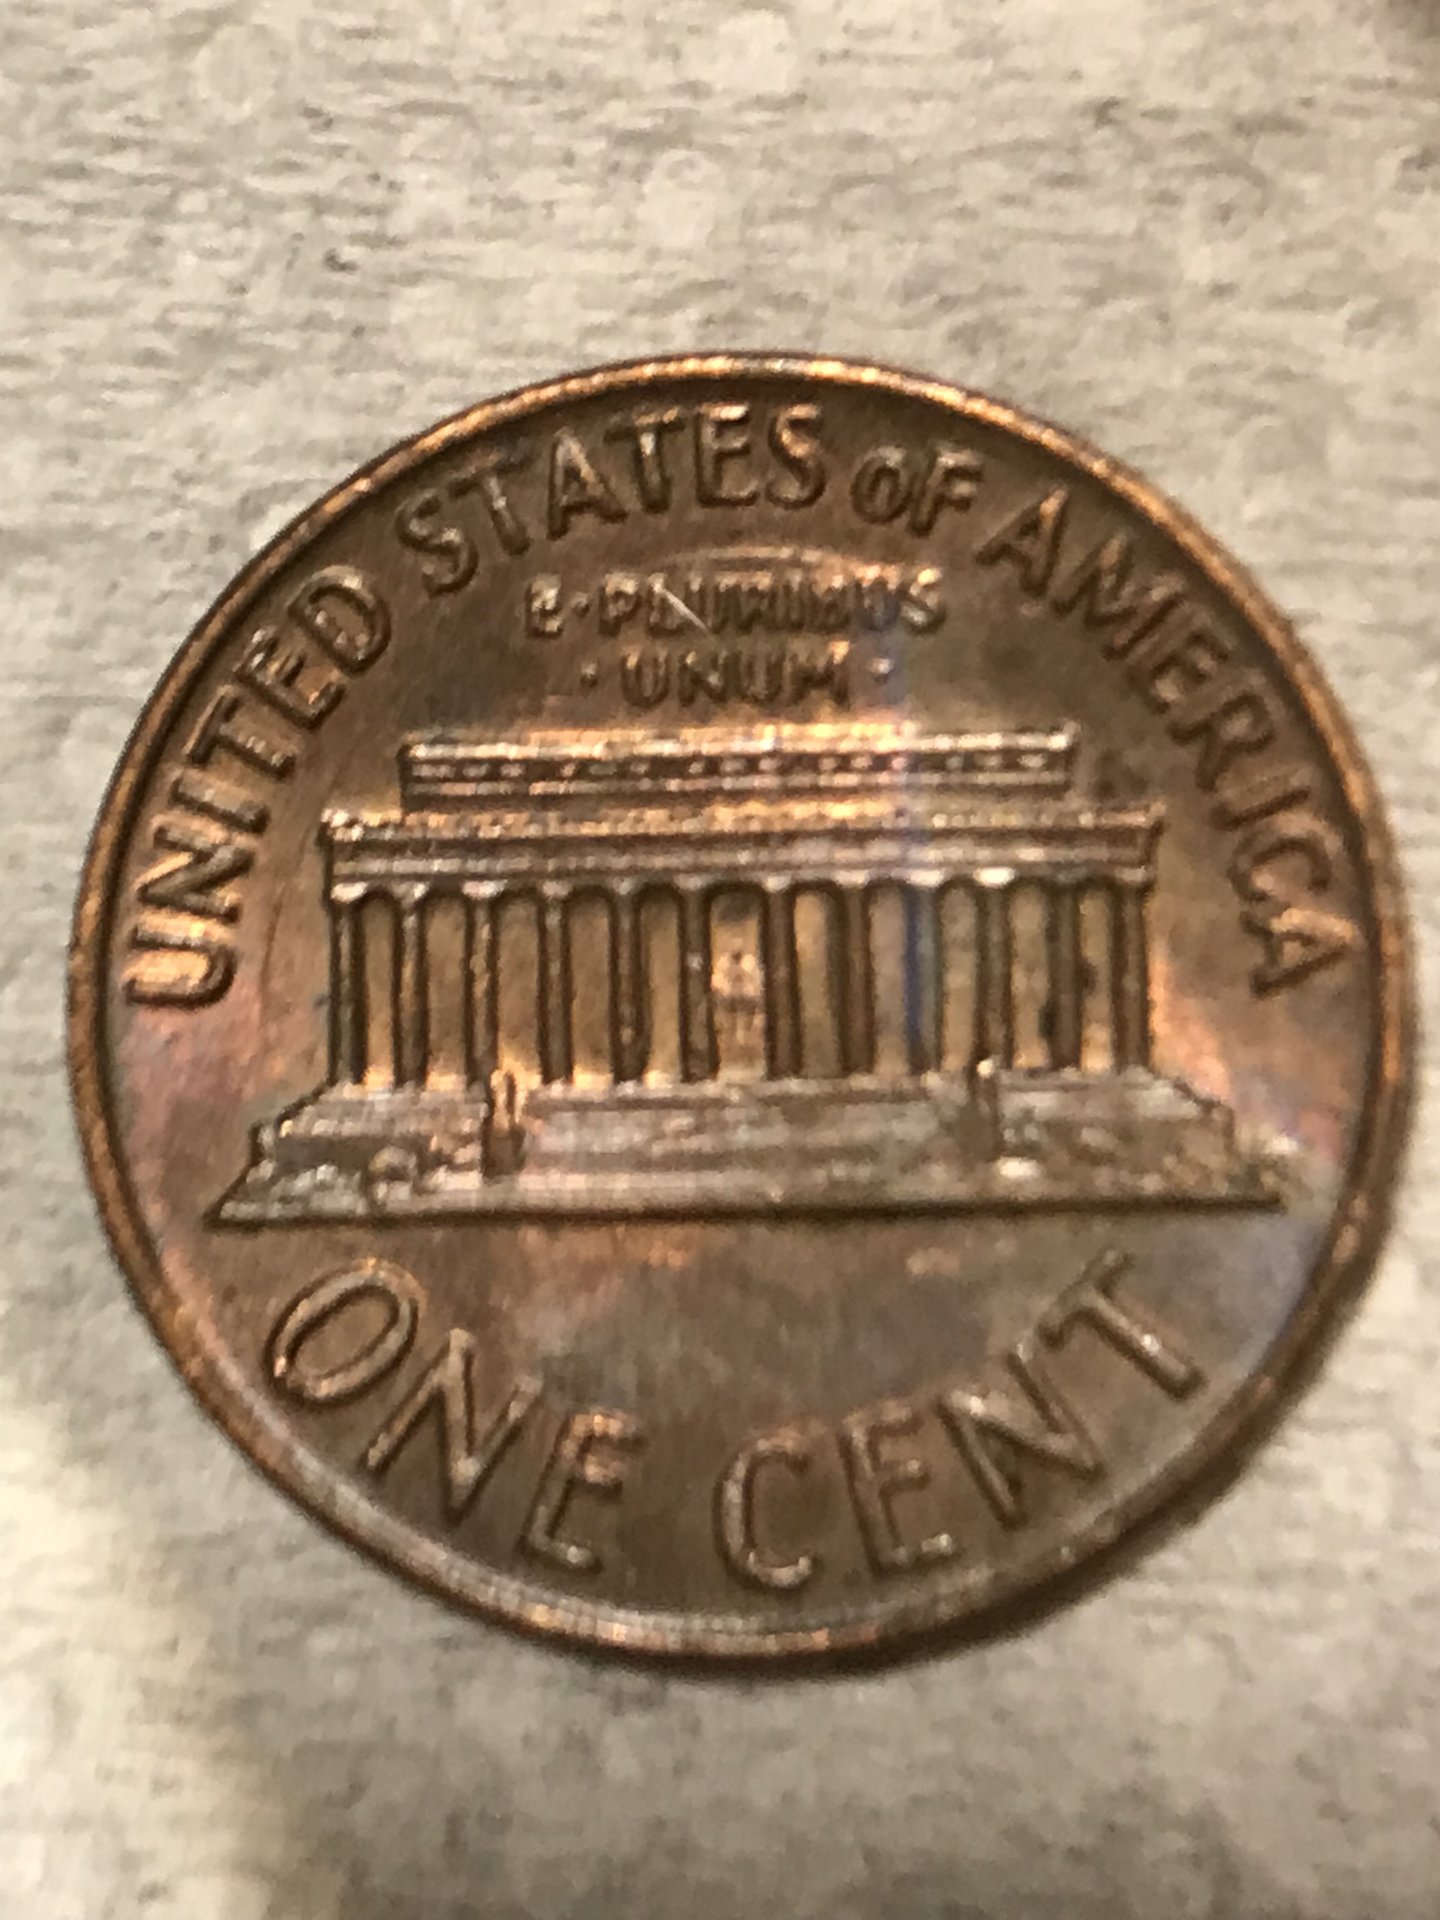 UNITED STATES OF AMERICA
E·PLURIBUS
·UNUM·
ONE CENT